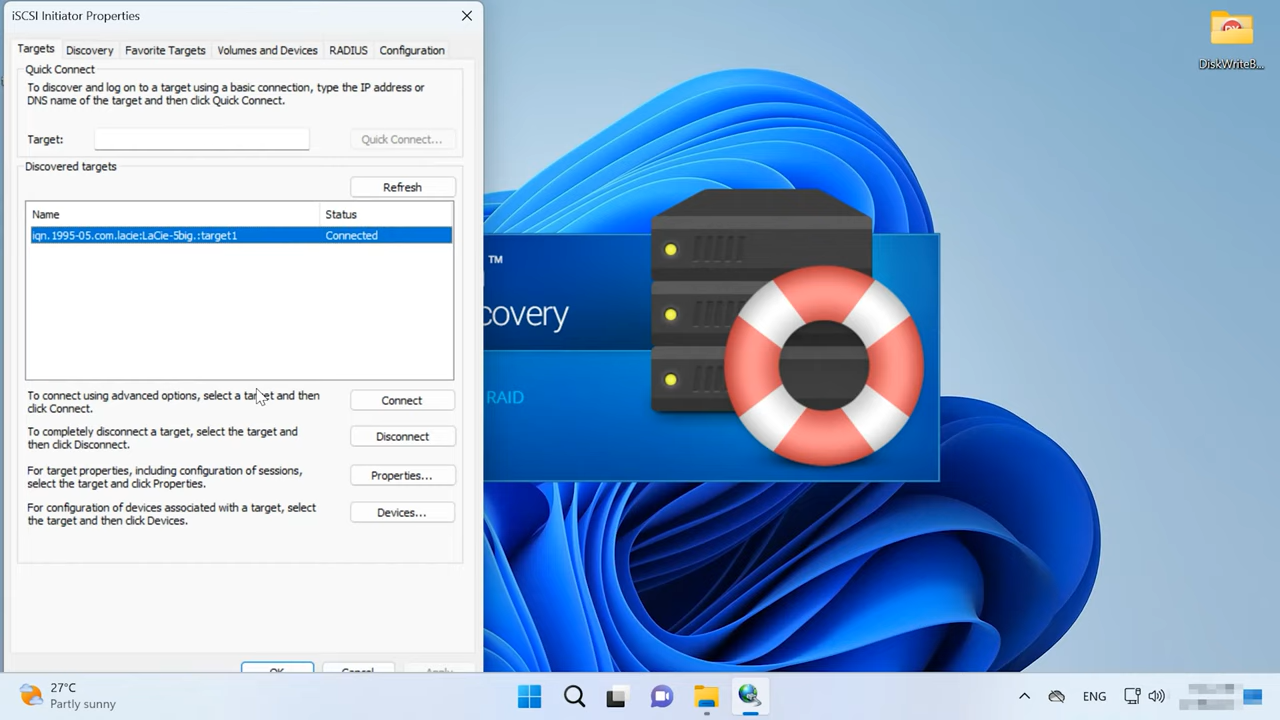 iSCSI Initiator Properties
Targets Discovery Favorite Targets Volumes and Devices RADIUS Configuration
Quick Connect
To discover and log on to a target using a basic connection, type the IP address or
DNS name of the target and then click Quick Connect.
Target:
Quick Connect...
Discovered targets
Refresh
Name Status
iqn.1995-05.com.lacie:LaCie-5big.:target1 Connected
To connect using advanced options, select a target and then
click Connect.
Connect
To completely disconnect a target, select the target and
then click Disconnect.
Disconnect
For target properties, including configuration of sessions,
select the target and click Properties.
Properties...
For configuration of devices associated with a target, select
the target and then click Devices.
Devices...
OK Cancel Apply
™
covery
RAID
DiskWriteB...
27°C
Partly sunny
ENG